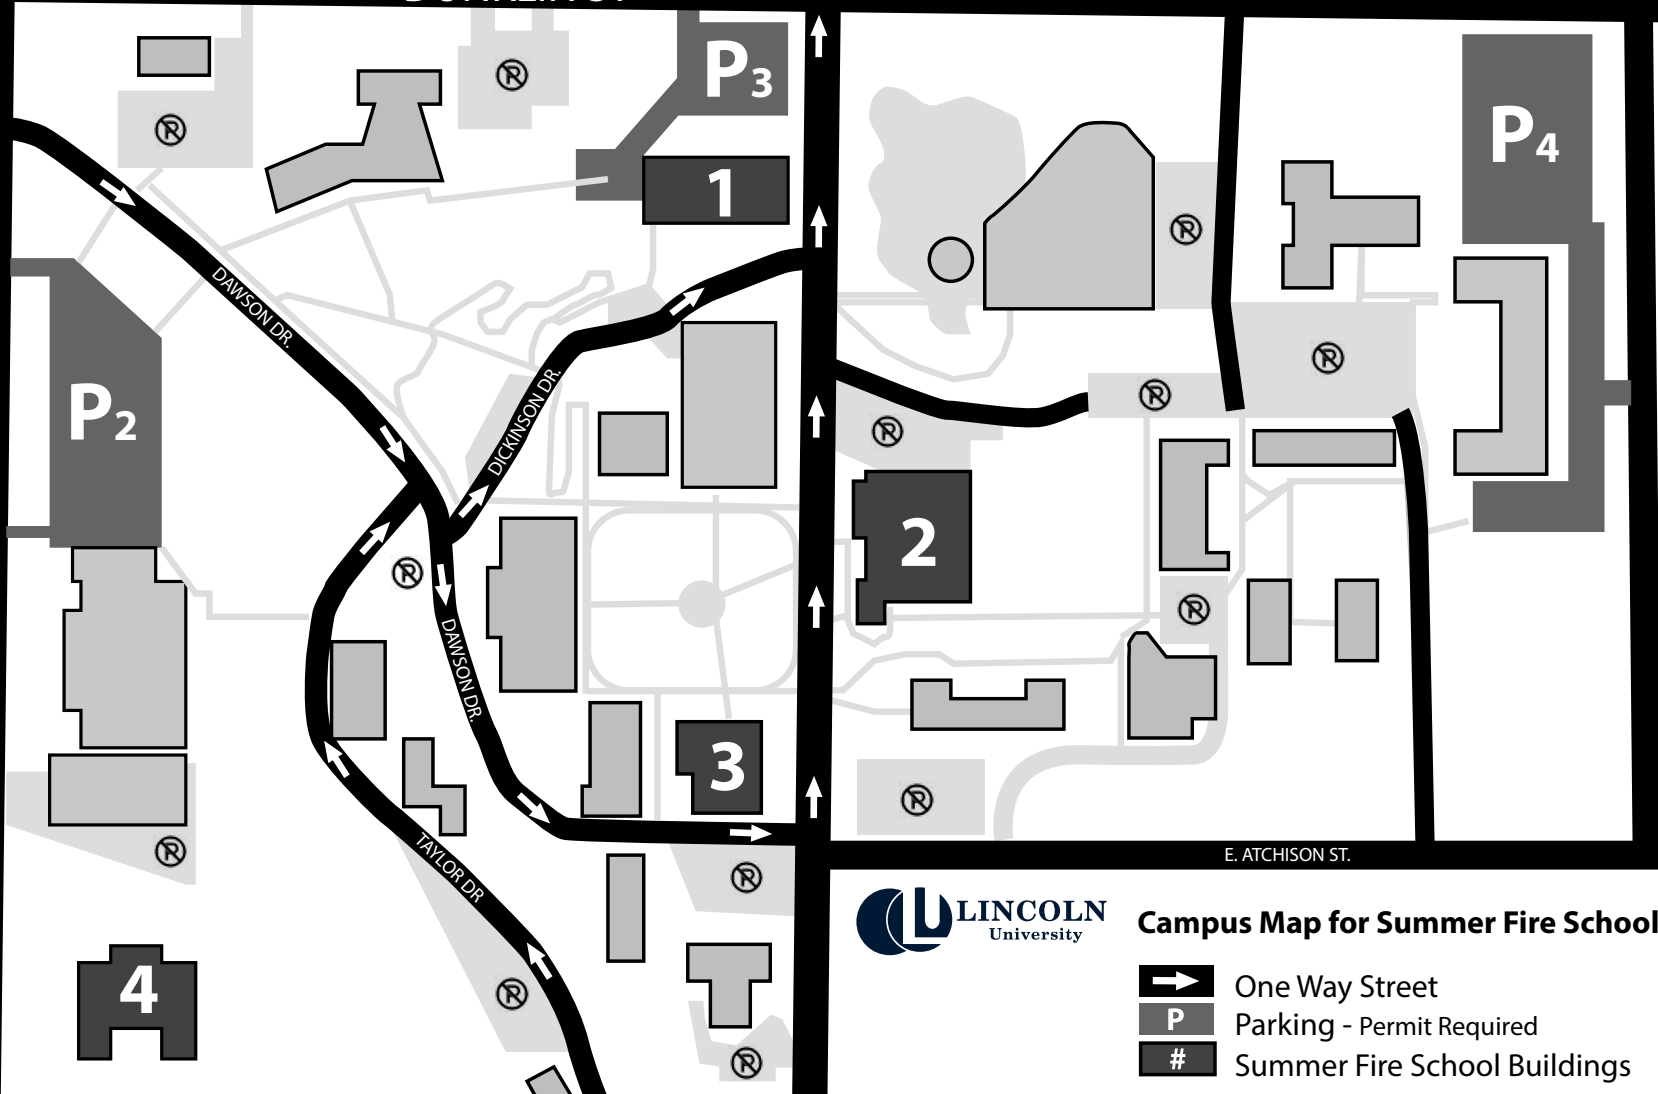 P3
1
P4
DAWSON DR.
DICKINSON DR.
P2
2
DAWSON DR.
3
TAYLOR DR
E. ATCHISON ST.
4
LU
LINCOLN
University
Campus Map for Summer Fire School
One Way Street
P
Parking - Permit Required
#
Summer Fire School Buildings